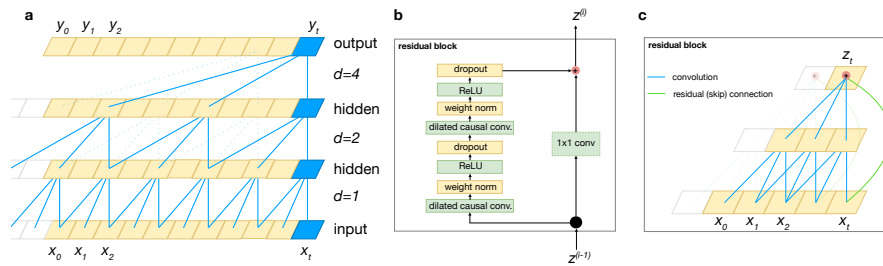 a
y₀ y₁ y₂ yₜ
output
d=4
hidden
d=2
hidden
d=1
input
x₀ x₁ x₂ xₜ
b
z⁽ⁱ⁾
residual block
dropout
ReLU
weight norm
dilated causal conv.
dropout
ReLU
weight norm
dilated causal conv.
1x1 conv
+
z⁽ⁱ⁻¹⁾
c
residual block
zₜ
+ +
convolution
residual (skip) connection
x₀ x₁ x₂ xₜ